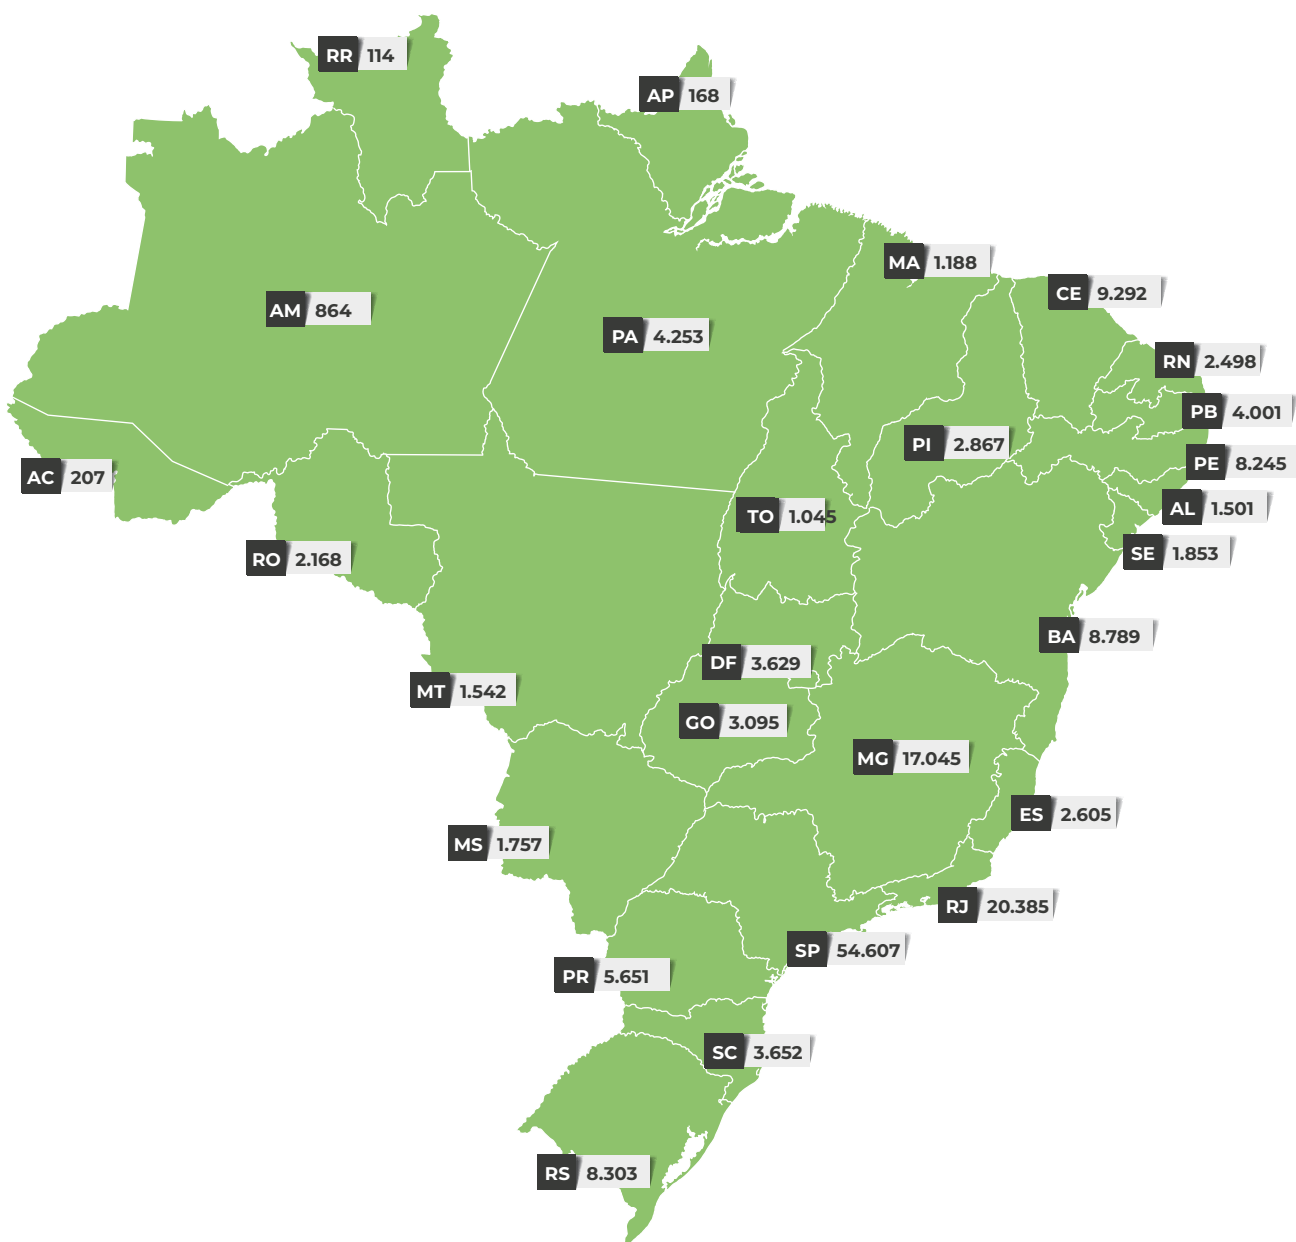 RR 114
AP 168
MA 1.188
CE 9.292
AM 864
PA 4.253
RN 2.498
PB 4.001
PI 2.867
PE 8.245
AC 207
AL 1.501
TO 1.045
SE 1.853
RO 2.168
BA 8.789
DF 3.629
MT 1.542
GO 3.095
MG 17.045
ES 2.605
MS 1.757
RJ 20.385
SP 54.607
PR 5.651
SC 3.652
RS 8.303